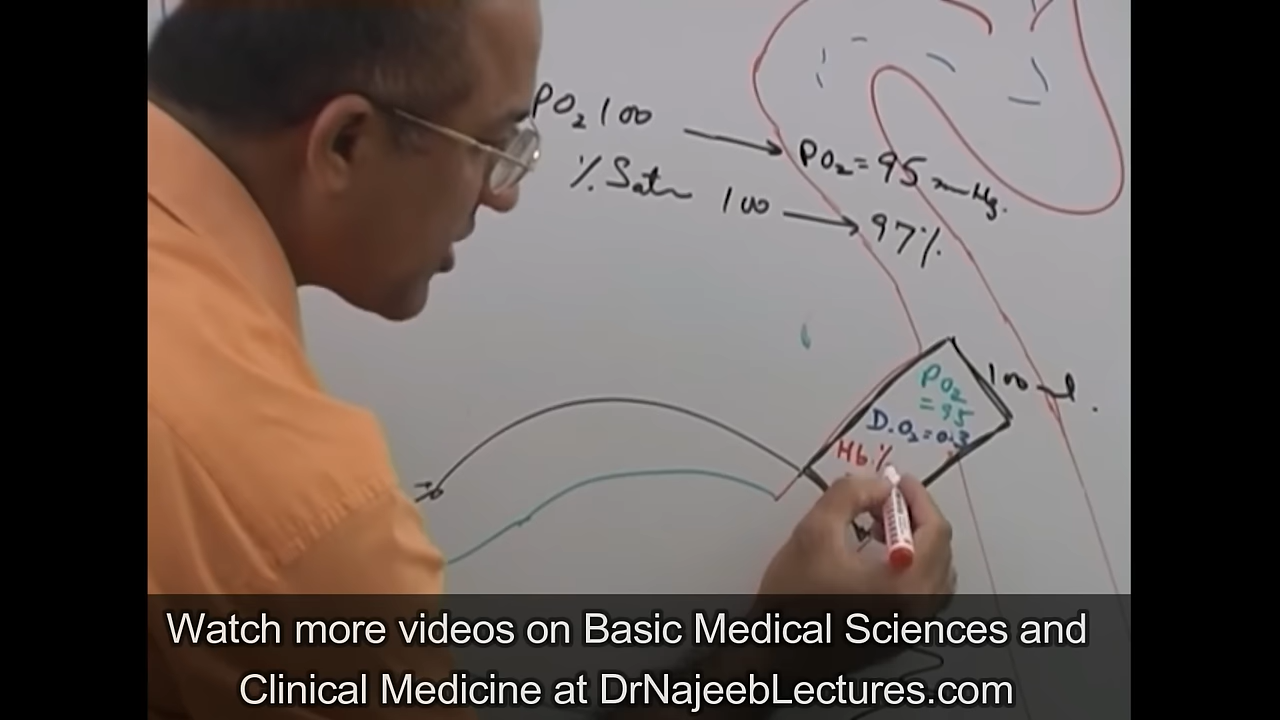 PO₂ 100
PO₂ = 95 mmHg.
% Satn 100
97%
100 ml.
PO₂
= 95
D.O₂ = 0.3
Hb %
Watch more videos on Basic Medical Sciences and
Clinical Medicine at DrNajeebLectures.com